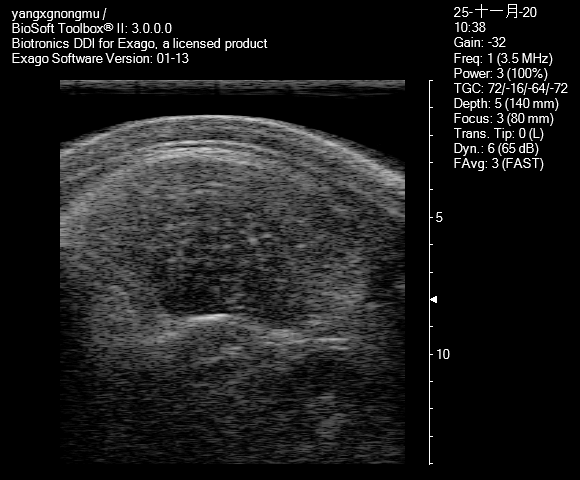 yangxgnongmu /
BioSoft Toolbox® II: 3.0.0.0
Biotronics DDI for Exago, a licensed product
Exago Software Version: 01-13
25-十一月-20
10:38
Gain: -32
Freq: 1 (3.5 MHz)
Power: 3 (100%)
TGC: 72/-16/-64/-72
Depth: 5 (140 mm)
Focus: 3 (80 mm)
Trans. Tip: 0 (L)
Dyn.: 6 (65 dB)
FAvg: 3 (FAST)
5
10